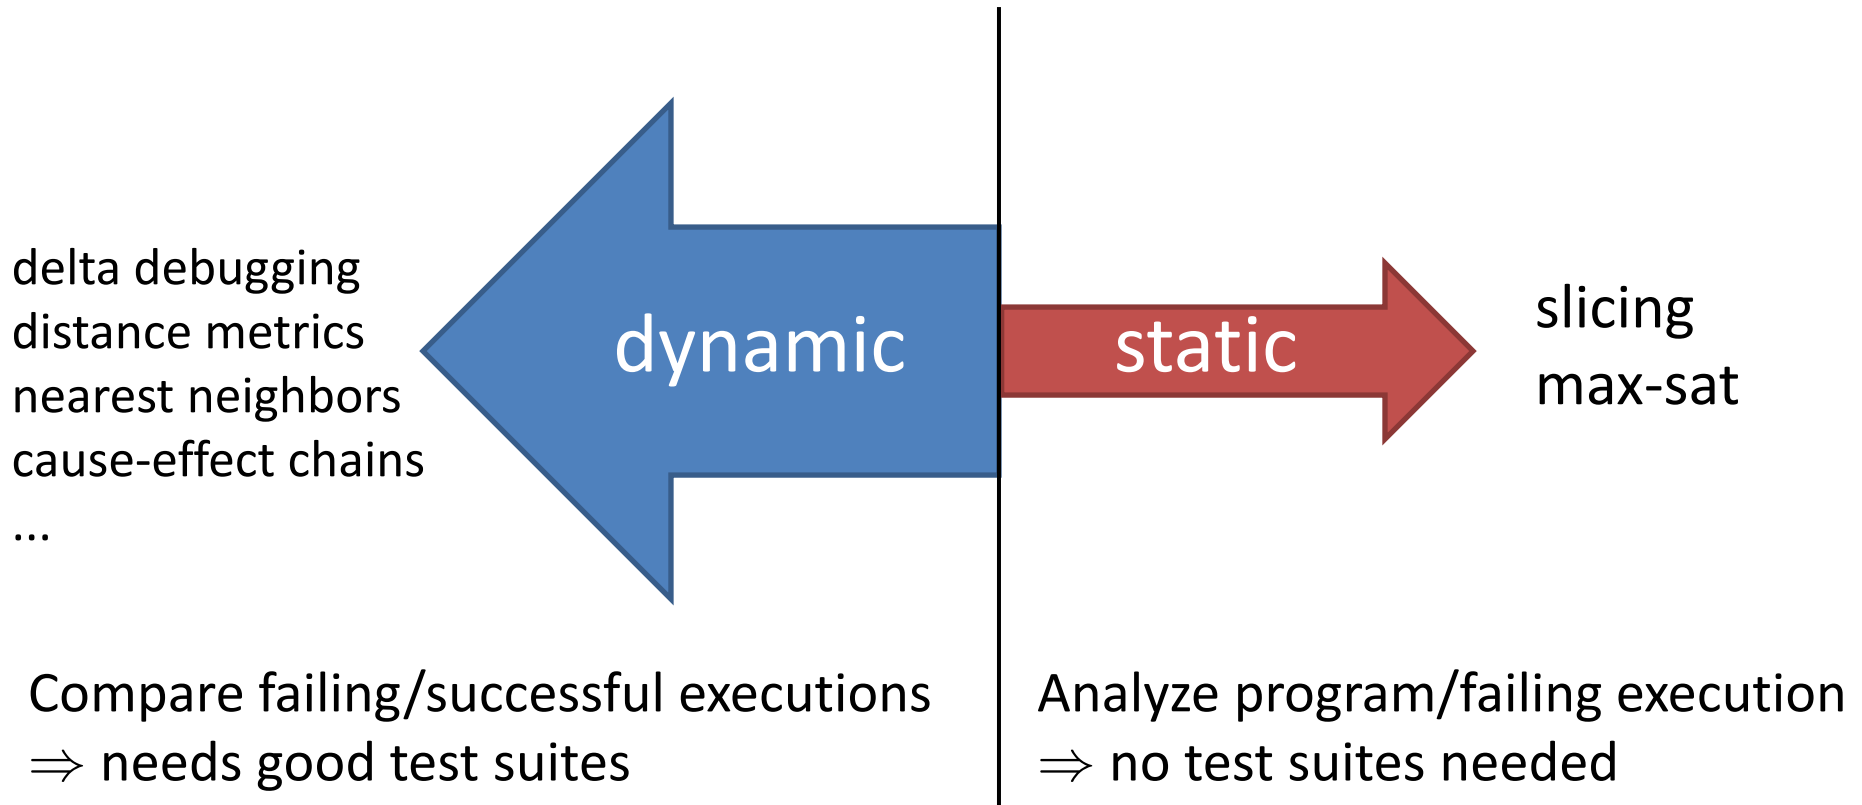 delta debugging
distance metrics
nearest neighbors
cause-effect chains
...
dynamic
static
slicing
max-sat
Compare failing/successful executions
⇒ needs good test suites
Analyze program/failing execution
⇒ no test suites needed